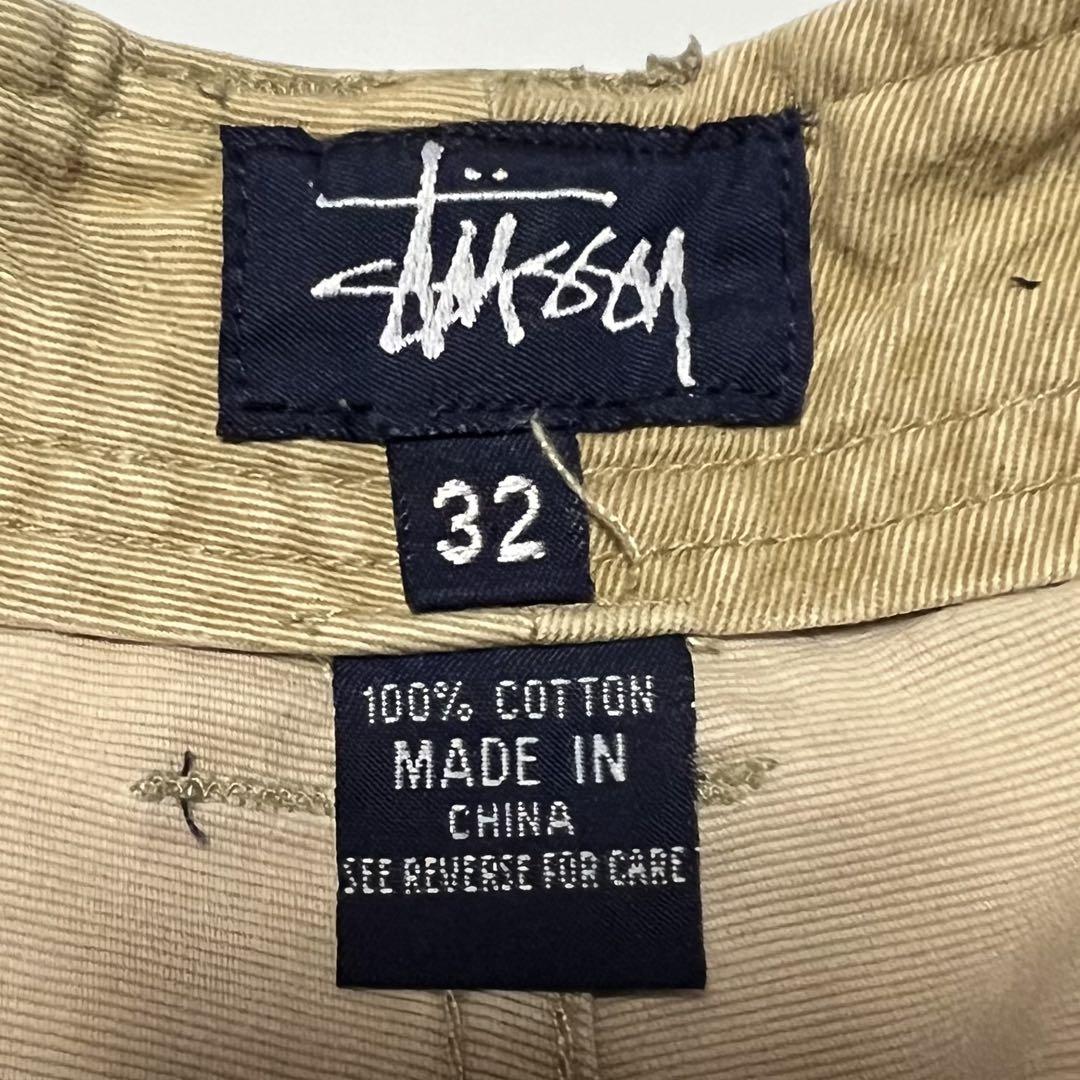 stüssy
32
100% COTTON
MADE IN
CHINA
SEE REVERSE FOR CARE